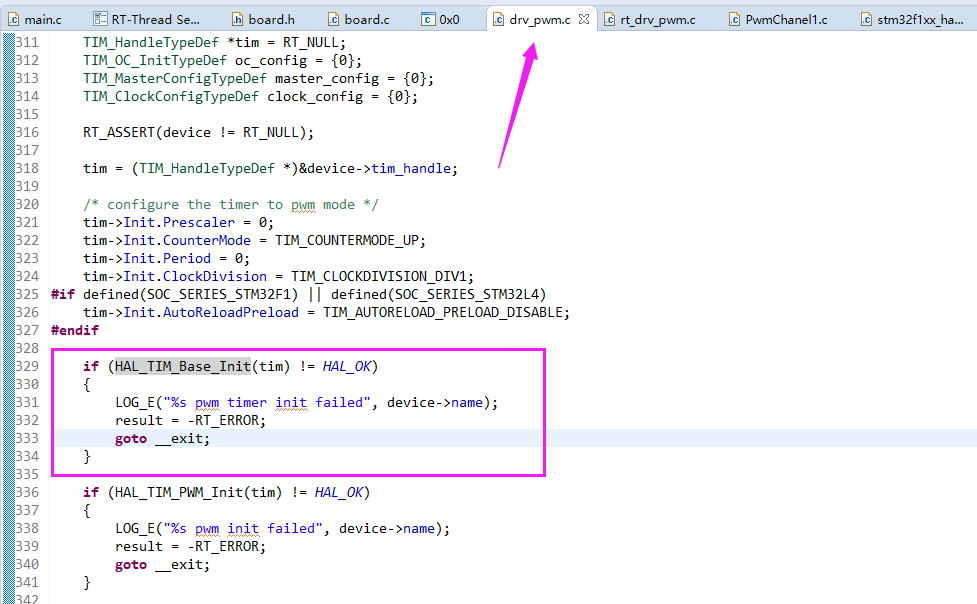 main.c RT-Thread Se... board.h board.c 0x0 drv_pwm.c rt_drv_pwm.c PwmChanel1.c stm32f1xx_ha...
311     TIM_HandleTypeDef *tim = RT_NULL;
312     TIM_OC_InitTypeDef oc_config = {0};
313     TIM_MasterConfigTypeDef master_config = {0};
314     TIM_ClockConfigTypeDef clock_config = {0};
315
316     RT_ASSERT(device != RT_NULL);
317
318     tim = (TIM_HandleTypeDef *)&device->tim_handle;
319
320     /* configure the timer to pwm mode */
321     tim->Init.Prescaler = 0;
322     tim->Init.CounterMode = TIM_COUNTERMODE_UP;
323     tim->Init.Period = 0;
324     tim->Init.ClockDivision = TIM_CLOCKDIVISION_DIV1;
325 #if defined(SOC_SERIES_STM32F1) || defined(SOC_SERIES_STM32L4)
326     tim->Init.AutoReloadPreload = TIM_AUTORELOAD_PRELOAD_DISABLE;
327 #endif
328
329     if (HAL_TIM_Base_Init(tim) != HAL_OK)
330     {
331         LOG_E("%s pwm timer init failed", device->name);
332         result = -RT_ERROR;
333         goto __exit;
334     }
335
336     if (HAL_TIM_PWM_Init(tim) != HAL_OK)
337     {
338         LOG_E("%s pwm init failed", device->name);
339         result = -RT_ERROR;
340         goto __exit;
341     }
342